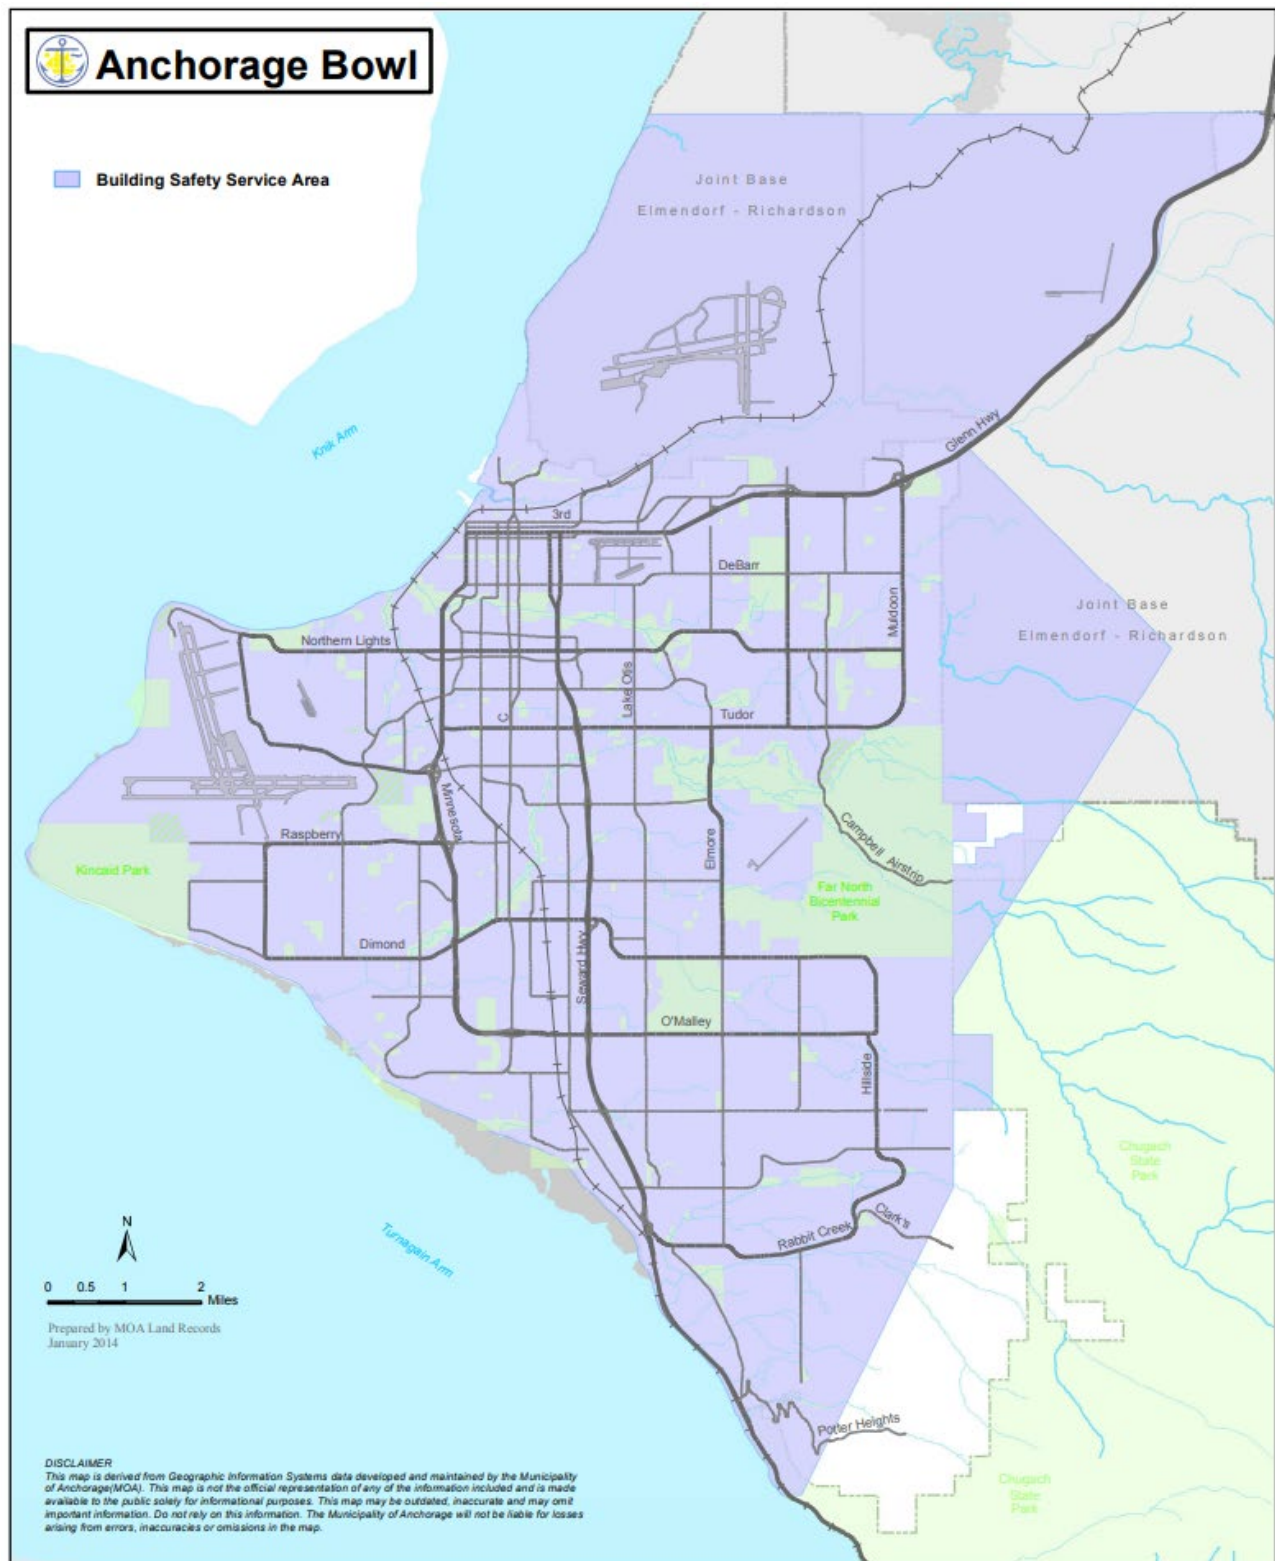 Anchorage Bowl
Building Safety Service Area
Joint Base
Elmendorf - Richardson
Knik Arm
Glenn Hwy
3rd
DeBarr
Muldoon
Joint Base
Elmendorf - Richardson
Northern Lights
Lake Otis
C
Tudor
Minnesota
Raspberry
Elmore
Campbell Airstrip
Kincaid Park
Far North
Bicentennial
Park
Dimond
Seward Hwy
O'Malley
Hillside
Chugach
State
Park
Clark's
Rabbit Creek
Turnagain Arm
N
0 0.5 1 2
Miles
Prepared by MOA Land Records
January 2014
Potter Heights
Chugach
State
Park
DISCLAIMER
This map is derived from Geographic Information Systems data developed and maintained by the Municipality
of Anchorage(MOA). This map is not the official representation of any of the information included and is made
available to the public solely for informational purposes. This map may be outdated, inaccurate and may omit
important information. Do not rely on this information. The Municipality of Anchorage will not be liable for losses
arising from errors, inaccuracies or omissions in the map.